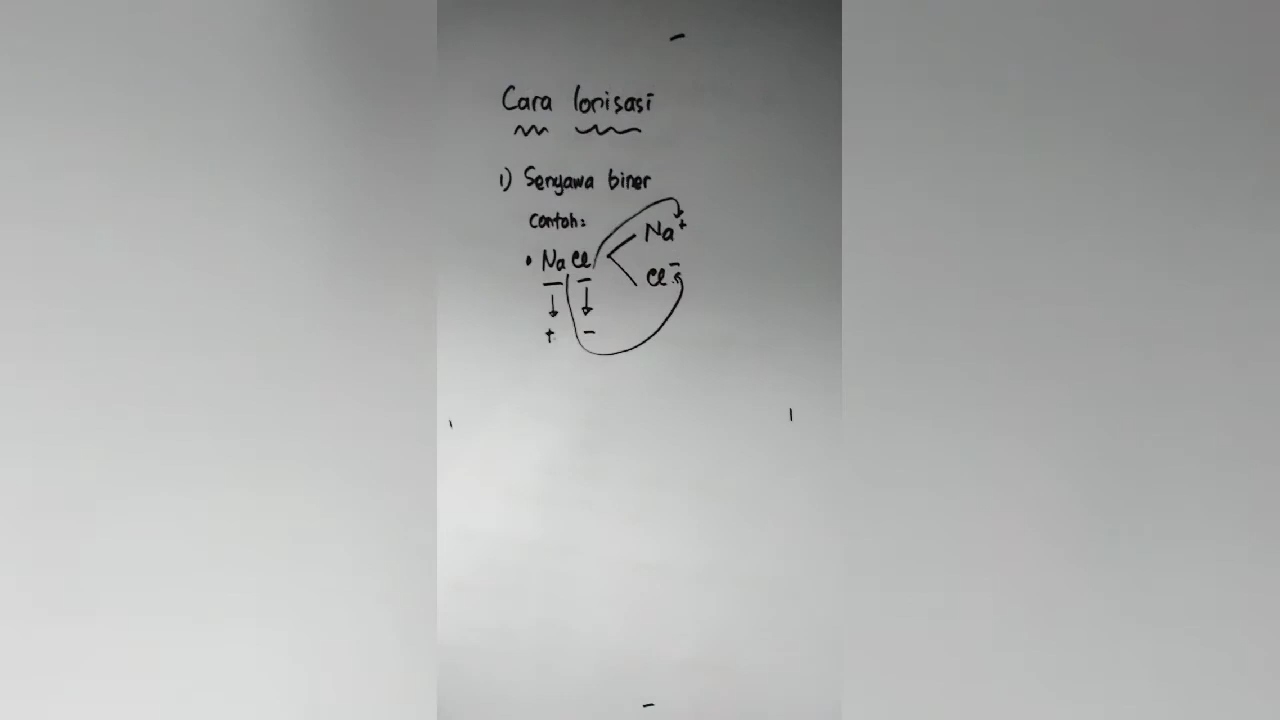 Cara Ionisasi
1) Senyawa biner
Contoh:
• NaCl
Na⁺
Cl⁻
+ −